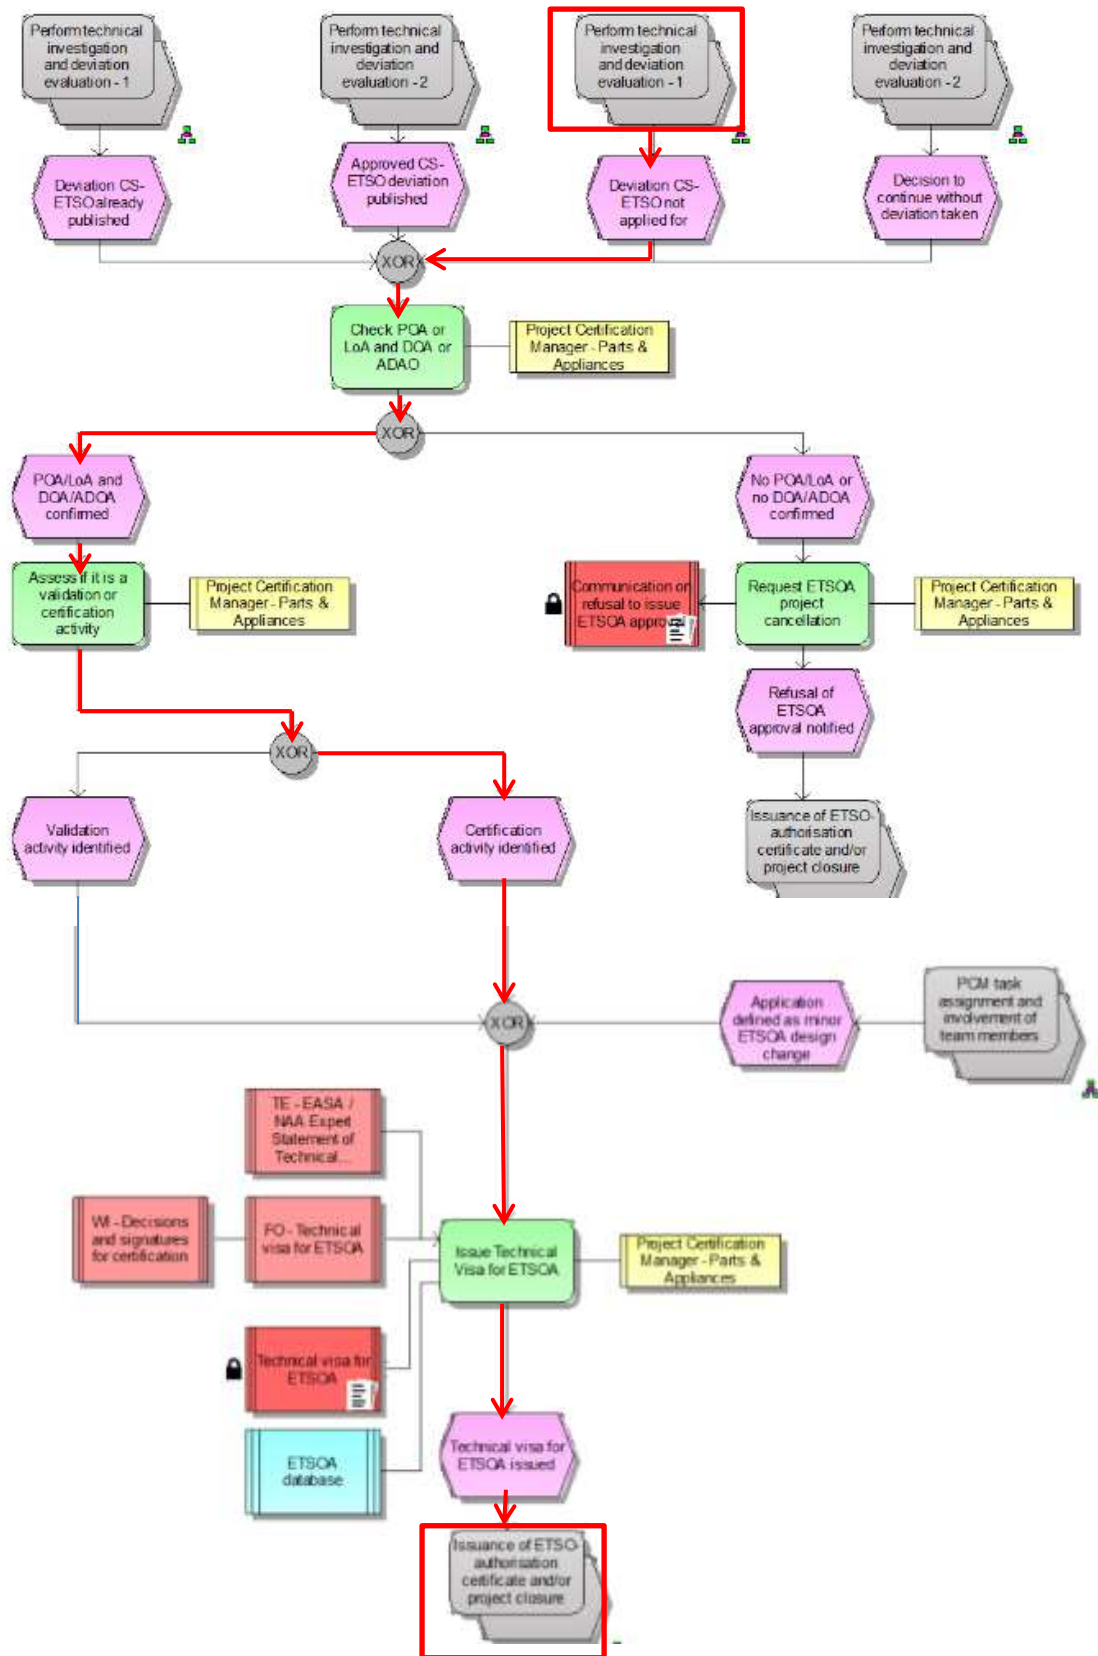 Perform technical
investigation
and deviation
evaluation - 1
Perform technical
investigation and
deviation
evaluation - 2
Perform technical
investigation
and deviation
evaluation - 1
Perform technical
investigation and
deviation
evaluation - 2
Deviation CS-
ETSO already
published
Approved CS-
ETSO deviation
published
Deviation CS-
ETSO not
applied for
Decision to
continue without
deviation taken
XOR
Check POA or
LoA and DOA or
ADAO
Project Certification
Manager - Parts &
Appliances
XOR
POA/LoA and
DOA/ADOA
confirmed
No POA/LoA or
no DOA/ADOA
confirmed
Assess if it is a
validation or
certification
activity
Project Certification
Manager - Parts &
Appliances
Communication on
refusal to issue
ETSOA approval
Request ETSOA
project
cancellation
Project Certification
Manager - Parts &
Appliances
Refusal of
ETSOA
approval notified
XOR
Validation
activity identified
Certification
activity identified
Issuance of ETSO-
authorisation
certificate and/or
project closure
XOR
Application
defined as minor
ETSOA design
change
PCM task
assignment and
involvement of
team members
TE - EASA /
NAA Expert
Statement of
Technical...
WI - Decisions
and signatures
for certification
FO - Technical
visa for ETSOA
Issue Technical
Visa for ETSOA
Project Certification
Manager - Parts &
Appliances
Technical visa for
ETSOA
ETSOA
database
Technical visa for
ETSOA issued
Issuance of ETSO-
authorisation
certificate and/or
project closure